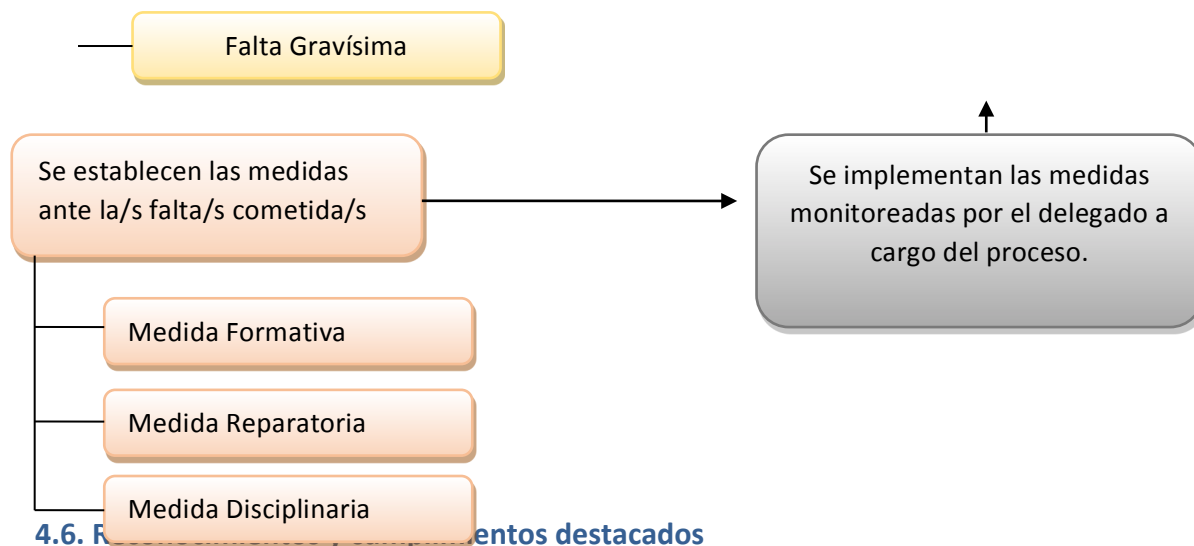 Falta Gravísima
Se establecen las medidas
ante la/s falta/s cometida/s
Se implementan las medidas
monitoreadas por el delegado a
cargo del proceso.
Medida Formativa
Medida Reparatoria
Medida Disciplinaria
4.6. destacados